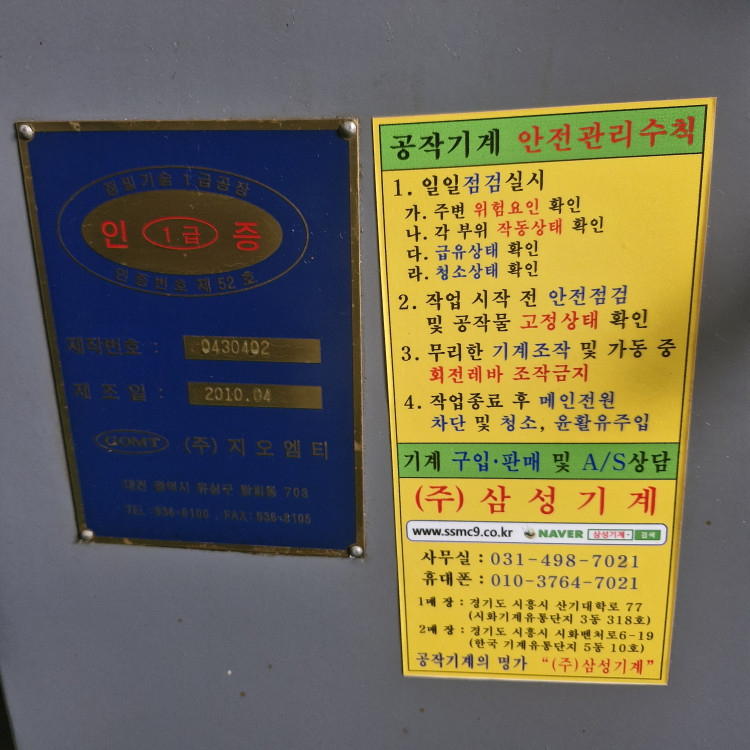 정밀기술 1급공장
인 1급 증
인증번호 제 52 호
제작번호 : 0430402
제 조 일 : 2010.04
GOMT (주) 지오엠티
대전 광역시 유성구 703
TEL : 936-8100 , FAX : 936-8105
공작기계 안전관리수칙
1. 일일점검실시
가. 주변 위험요인 확인
나. 각 부위 작동상태 확인
다. 급유상태 확인
라. 청소상태 확인
2. 작업 시작 전 안전점검
및 공작물 고정상태 확인
3. 무리한 기계조작 및 가동 중
회전레바 조작금지
4. 작업종료 후 메인전원
차단 및 청소, 윤활유주입
기계 구입·판매 및 A/S상담
(주) 삼성기계
www.ssmc9.co.kr NAVER 삼성기계 검색
사무실 : 031-498-7021
휴대폰 : 010-3764-7021
1매 장 : 경기도 시흥시 산기대학로 77
(시화기계유통단지 3동 318호)
2매 장 : 경기도 시흥시 시화벤처로6-19
(한국 기계유통단지 5동 10호)
공작기계의 명가 "(주)삼성기계"